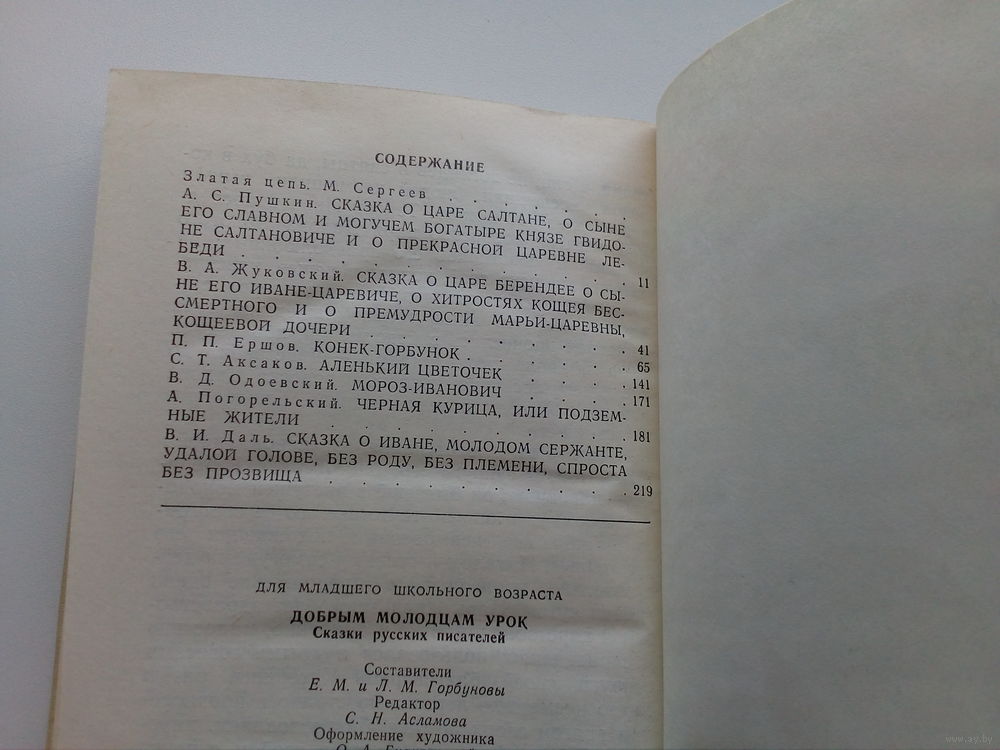 СОДЕРЖАНИЕ
Златая цепь. М. Сергеев . . . . . .
А. С. Пушкин. СКАЗКА О ЦАРЕ САЛТАНЕ, О СЫНЕ
ЕГО СЛАВНОМ И МОГУЧЕМ БОГАТЫРЕ КНЯЗЕ ГВИДО-
НЕ САЛТАНОВИЧЕ И О ПРЕКРАСНОЙ ЦАРЕВНЕ ЛЕ-
БЕДИ . . . . . . . . . . . 11
В. А. Жуковский. СКАЗКА О ЦАРЕ БЕРЕНДЕЕ О СЫ-
НЕ ЕГО ИВАНЕ-ЦАРЕВИЧЕ, О ХИТРОСТЯХ КОЩЕЯ БЕС-
СМЕРТНОГО И О ПРЕМУДРОСТИ МАРЬИ-ЦАРЕВНЫ,
КОЩЕЕВОЙ ДОЧЕРИ . . . . . . . . 41
П. П. Ершов. КОНЕК-ГОРБУНОК . . . . . 65
С. Т. Аксаков. АЛЕНЬКИЙ ЦВЕТОЧЕК . . . . 141
В. Д. Одоевский. МОРОЗ-ИВАНОВИЧ . . . . 171
А. Погорельский. ЧЕРНАЯ КУРИЦА, ИЛИ ПОДЗЕМ-
НЫЕ ЖИТЕЛИ . . . . . . . . . 181
В. И. Даль. СКАЗКА О ИВАНЕ, МОЛОДОМ СЕРЖАНТЕ,
УДАЛОЙ ГОЛОВЕ, БЕЗ РОДУ, БЕЗ ПЛЕМЕНИ, СПРОСТА
БЕЗ ПРОЗВИЩА . . . . . . . . . 219
ДЛЯ МЛАДШЕГО ШКОЛЬНОГО ВОЗРАСТА
ДОБРЫМ МОЛОДЦАМ УРОК
Сказки русских писателей
Составители
Е. М. и Л. М. Горбуновы
Редактор
С. Н. Асламова
Оформление художника
www.ay.by